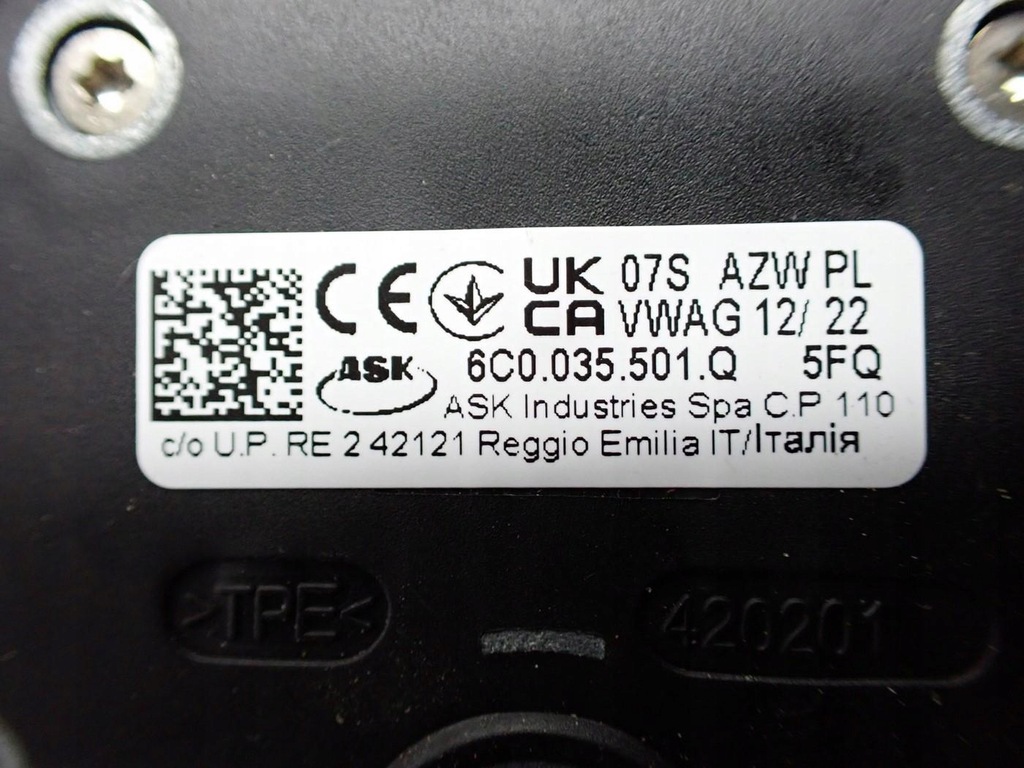 CE UK CA 07S AZW PL
VWAG 12/ 22
ASK 6C0.035.501.Q 5FQ
ASK Industries Spa C.P 110
c/o U.P. RE 2 42121 Reggio Emilia IT/Італія
>TPE<
420201